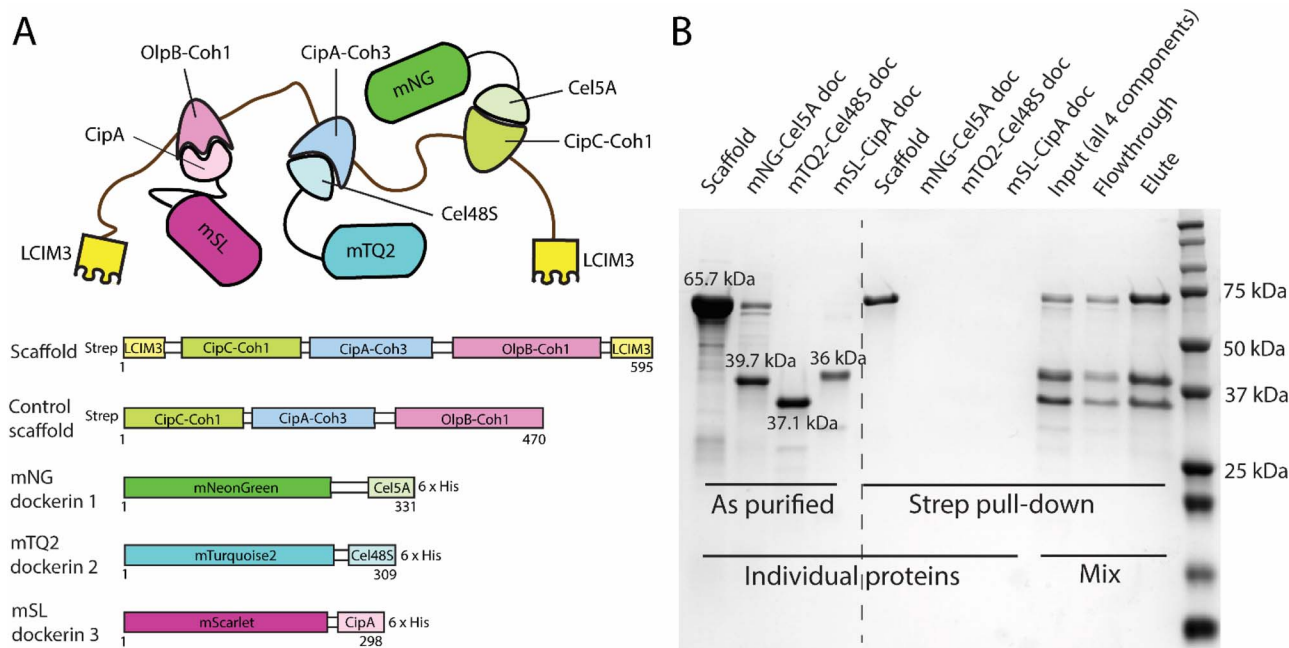 A
OlpB-Coh1
CipA-Coh3
mNG
Cel5A
CipA
CipC-Coh1
mSL
Cel48S
LCIM3
mTQ2
LCIM3
Scaffold
Strep
LCIM3
CipC-Coh1
CipA-Coh3
OlpB-Coh1
LCIM3
1
595
Control
scaffold
Strep
CipC-Coh1
CipA-Coh3
OlpB-Coh1
1
470
mNG
dockerin 1
mNeonGreen
Cel5A
6 x His
1
331
mTQ2
dockerin 2
mTurquoise2
Cel48S
6 x His
1
309
mSL
dockerin 3
mScarlet
CipA
6 x His
1
298
B
Scaffold
mNG-Cel5A doc
mTQ2-Cel48S doc
mSL-CipA doc
Scaffold
mNG-Cel5A doc
mTQ2-Cel48S doc
mSL-CipA doc
Input (all 4 components)
Flowthrough
Elute
65.7 kDa
39.7 kDa
37.1 kDa
36 kDa
75 kDa
50 kDa
37 kDa
25 kDa
As purified
Strep pull-down
Individual proteins
Mix